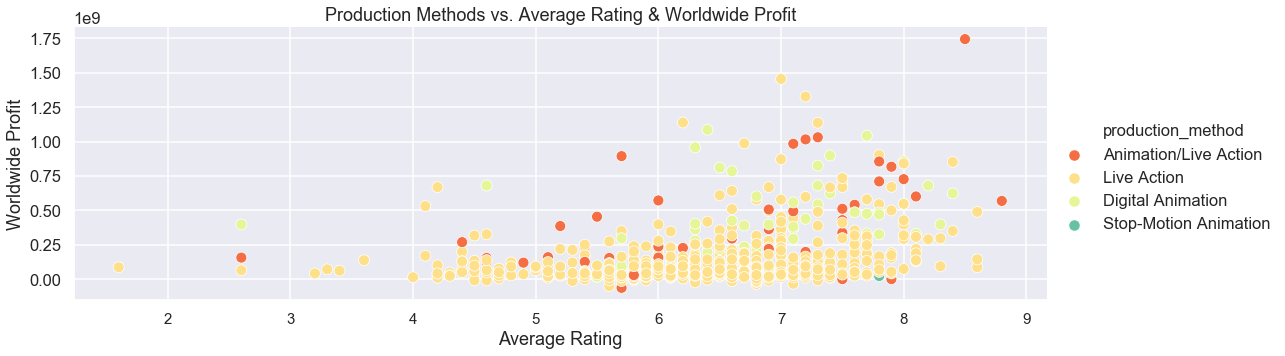 Production Methods vs. Average Rating & Worldwide Profit
1e9
1.75
1.50
1.25
1.00
0.75
0.50
0.25
0.00
Worldwide Profit
2 3 4 5 6 7 8 9
Average Rating
production_method
Animation/Live Action
Live Action
Digital Animation
Stop-Motion Animation